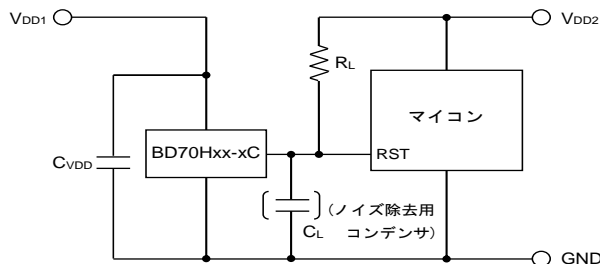 VDD1
VDD2
RL
マイコン
CVDD
BD70Hxx-xC
RST
(ノイズ除去用
CL コンデンサ)
GND